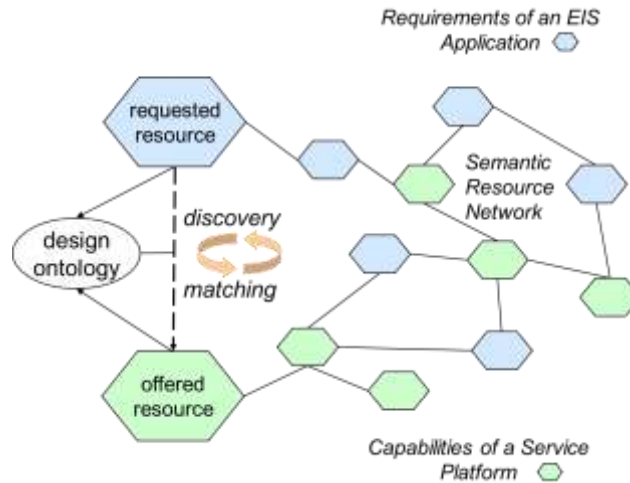 Requirements of an EIS
Application
requested
resource
Semantic
Resource
Network
discovery
design
ontology
matching
offered
resource
Capabilities of a Service
Platform